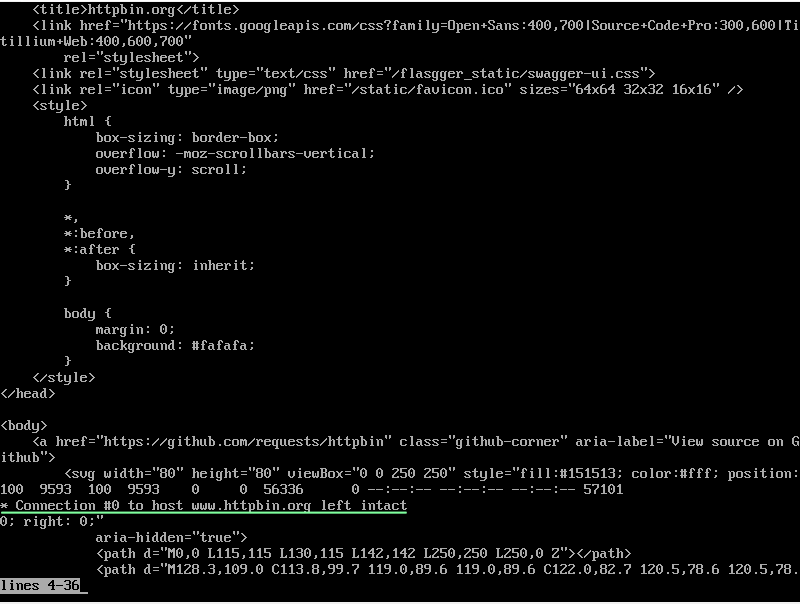 <title>httpbin.org</title>
<link href="https://fonts.googleapis.com/css?family=Open+Sans:400,700|Source+Code+Pro:300,600|Ti
tillium+Web:400,600,700"
rel="stylesheet">
<link rel="stylesheet" type="text/css" href="/flasgger_static/swagger-ui.css">
<link rel="icon" type="image/png" href="/static/favicon.ico" sizes="64x64 32x32 16x16" />
<style>
html {
box-sizing: border-box;
overflow: -moz-scrollbars-vertical;
overflow-y: scroll;
}
*,
*:before,
*:after {
box-sizing: inherit;
}
body {
margin: 0;
background: #fafafa;
}
</style>
</head>
<body>
<a href="https://github.com/requests/httpbin" class="github-corner" aria-label="View source on G
ithub">
<svg width="80" height="80" viewBox="0 0 250 250" style="fill:#151513; color:#fff; position:
100  9593  100  9593    0     0  56336      0 --:--:-- --:--:-- --:--:-- 57101
* Connection #0 to host www.httpbin.org left intact
0; right: 0;"
aria-hidden="true">
<path d="M0,0 L115,115 L130,115 L142,142 L250,250 L250,0 Z"></path>
<path d="M128.3,109.0 C113.8,99.7 119.0,89.6 119.0,89.6 C122.0,82.7 120.5,78.6 120.5,78.
lines 4-36